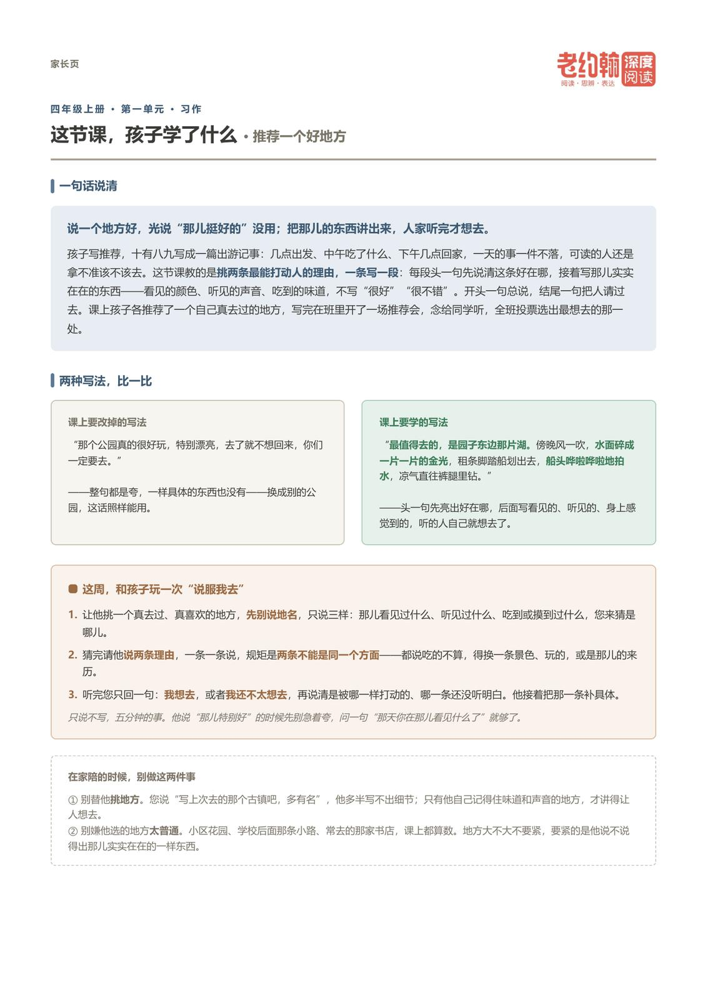 家长页
老约翰 深度阅读
阅读·思辨·表达
四年级上册 · 第一单元 · 习作
这节课，孩子学了什么 · 推荐一个好地方
一句话说清
说一个地方好，光说“那儿挺好的”没用；把那儿的东西讲出来，人家听完才想去。
孩子写推荐，十有八九写成一篇出游记事：几点出发、中午吃了什么、下午几点回家，一天的事一件不落，可读的人还是
拿不准该不该去。这节课教的是挑两条最能打动人的理由，一条写一段：每段头一句先说清这条好在哪，接着写那儿实实
在在的东西——看见的颜色、听见的声音、吃到的味道，不写“很好”“很不错”。开头一句总说，结尾一句把人请过
去。课上孩子各推荐了一个自己真去过的地方，写完在班里开了一场推荐会，念给同学听，全班投票选出最想去的那一
处。
两种写法，比一比
课上要改掉的写法
“那个公园真的很好玩，特别漂亮，去了就不想回来，你们
一定要去。”
——整句都是夸，一样具体的东西也没有——换成别的公
园，这话照样能用。
课上要学的写法
“最值得去的，是园子东边那片湖。傍晚风一吹，水面碎成
一片一片的金光，租条脚踏船划出去，船头哗啦哗啦地拍
水，凉气直往裤腿里钻。”
——头一句先亮出好在哪，后面写看见的、听见的、身上感
觉到的，听的人自己就想去了。
这周，和孩子玩一次“说服我去”
1. 让他挑一个真去过、真喜欢的地方，先别说地名，只说三样：那儿看见过什么、听见过什么、吃到或摸到过什么，您来猜是
哪儿。
2. 猜完请他说两条理由，一条一条说，规矩是两条不能是同一个方面——都说吃的不算，得换一条景色、玩的，或是那儿的来
历。
3. 听完您只回一句：我想去，或者我还不太想去，再说清是被哪一样打动的、哪一条还没听明白。他接着把那一条补具体。
只说不写，五分钟的事。他说“那儿特别好”的时候先别急着夸，问一句“那天你在那儿看见什么了”就够了。
在家陪的时候，别做这两件事
① 别替他挑地方。您说“写上次去的那个古镇吧，多有名”，他多半写不出细节；只有他自己记得住味道和声音的地方，才讲得让
人想去。
② 别嫌他选的地方太普通。小区花园、学校后面那条小路、常去的那家书店，课上都算数。地方大不大不要紧，要紧的是他说不说
得出那儿实实在在的一样东西。